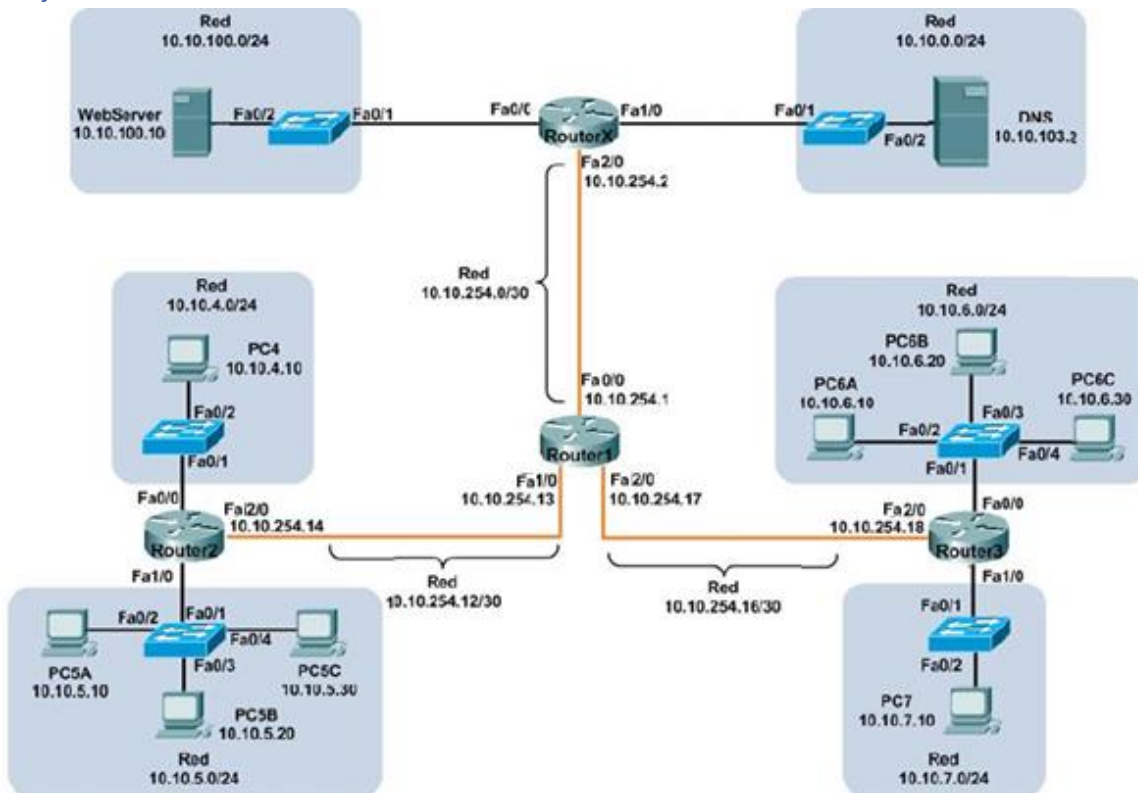 Red
10.10.100.0/24
WebServer
10.10.100.10
Fa0/2
Fa0/1
Fa0/0
RouterX
Fa1/0
Fa2/0
10.10.254.2
Red
10.10.0.0/24
Fa0/1
Fa0/2
DNS
10.10.103.2
Red
10.10.254.0/30
Red
10.10.4.0/24
PC4
10.10.4.10
Fa0/2
Fa0/1
Fa0/0
Fa2/0
10.10.254.14
Router2
Fa1/0
Fa0/0
10.10.254.1
Router1
Fa1/0
10.10.254.13
Fa2/0
10.10.254.17
Red
10.10.254.12/30
Red
10.10.254.16/30
Red
10.10.6.0/24
PC6B
10.10.6.20
PC6A
10.10.6.10
PC6C
10.10.6.30
Fa0/3
Fa0/2
Fa0/4
Fa0/1
Fa0/0
Fa2/0
10.10.254.18
Router3
Fa1/0
Fa0/1
Fa0/2
PC7
10.10.7.10
Red
10.10.7.0/24
Fa0/1
Fa0/2
Fa0/4
Fa0/3
PC5A
10.10.5.10
PC5C
10.10.5.30
PC5B
10.10.5.20
Red
10.10.5.0/24